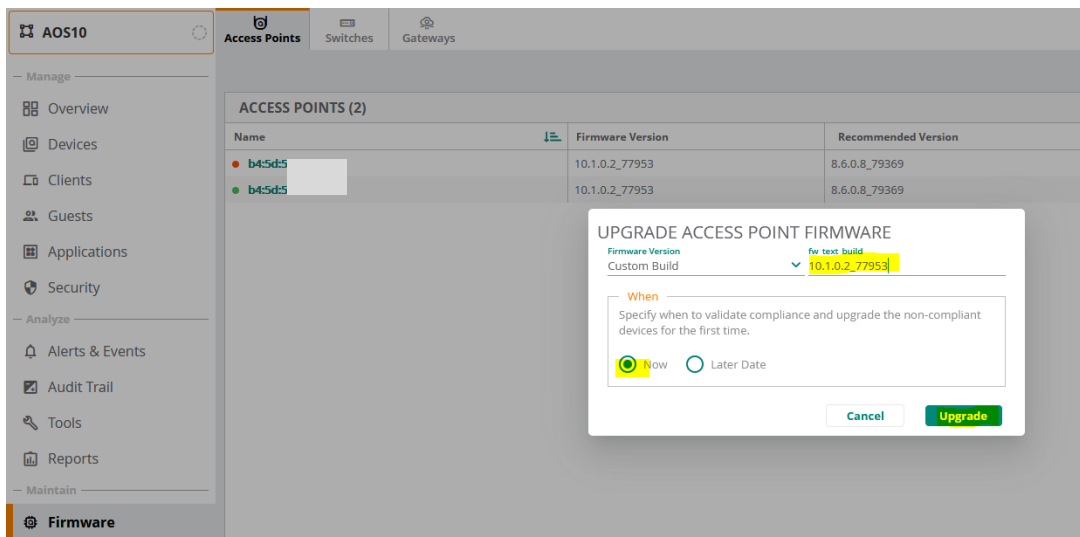 AOS10
Access Points
Switches
Gateways
Manage
Overview
Devices
Clients
Guests
Applications
Security
Analyze
Alerts & Events
Audit Trail
Tools
Reports
Maintain
Firmware
ACCESS POINTS (2)
Name Firmware Version Recommended Version
b4:5d:5 10.1.0.2_77953 8.6.0.8_79369
b4:5d:5 10.1.0.2_77953 8.6.0.8_79369
UPGRADE ACCESS POINT FIRMWARE
Firmware Version fw_text_build
Custom Build 10.1.0.2_77953
When
Specify when to validate compliance and upgrade the non-compliant
devices for the first time.
Now Later Date
Cancel Upgrade